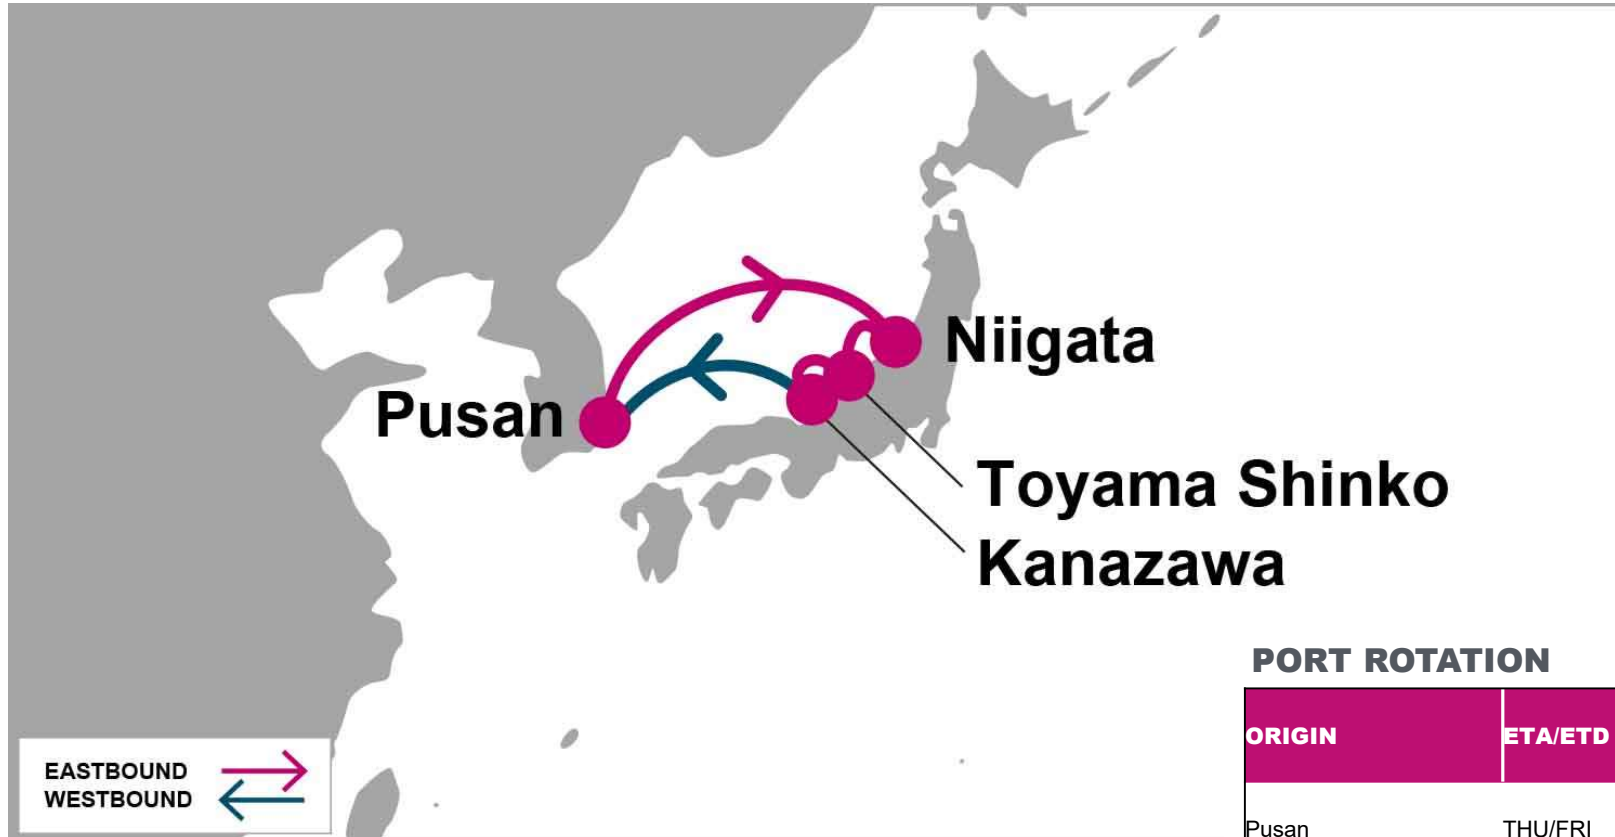 Niigata
Pusan
Toyama Shinko
Kanazawa
PORT ROTATION
ORIGIN ETA/ETD
Pusan THU/FRI
EASTBOUND
WESTBOUND